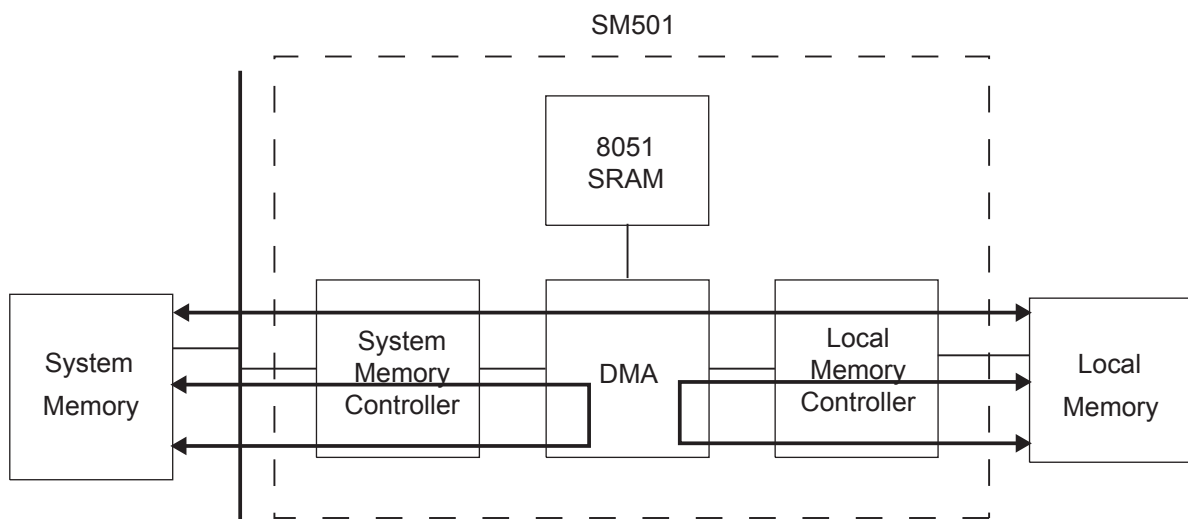 SM501
8051
SRAM
System
Memory
System
Memory
Controller
DMA
Local
Memory
Controller
Local
Memory